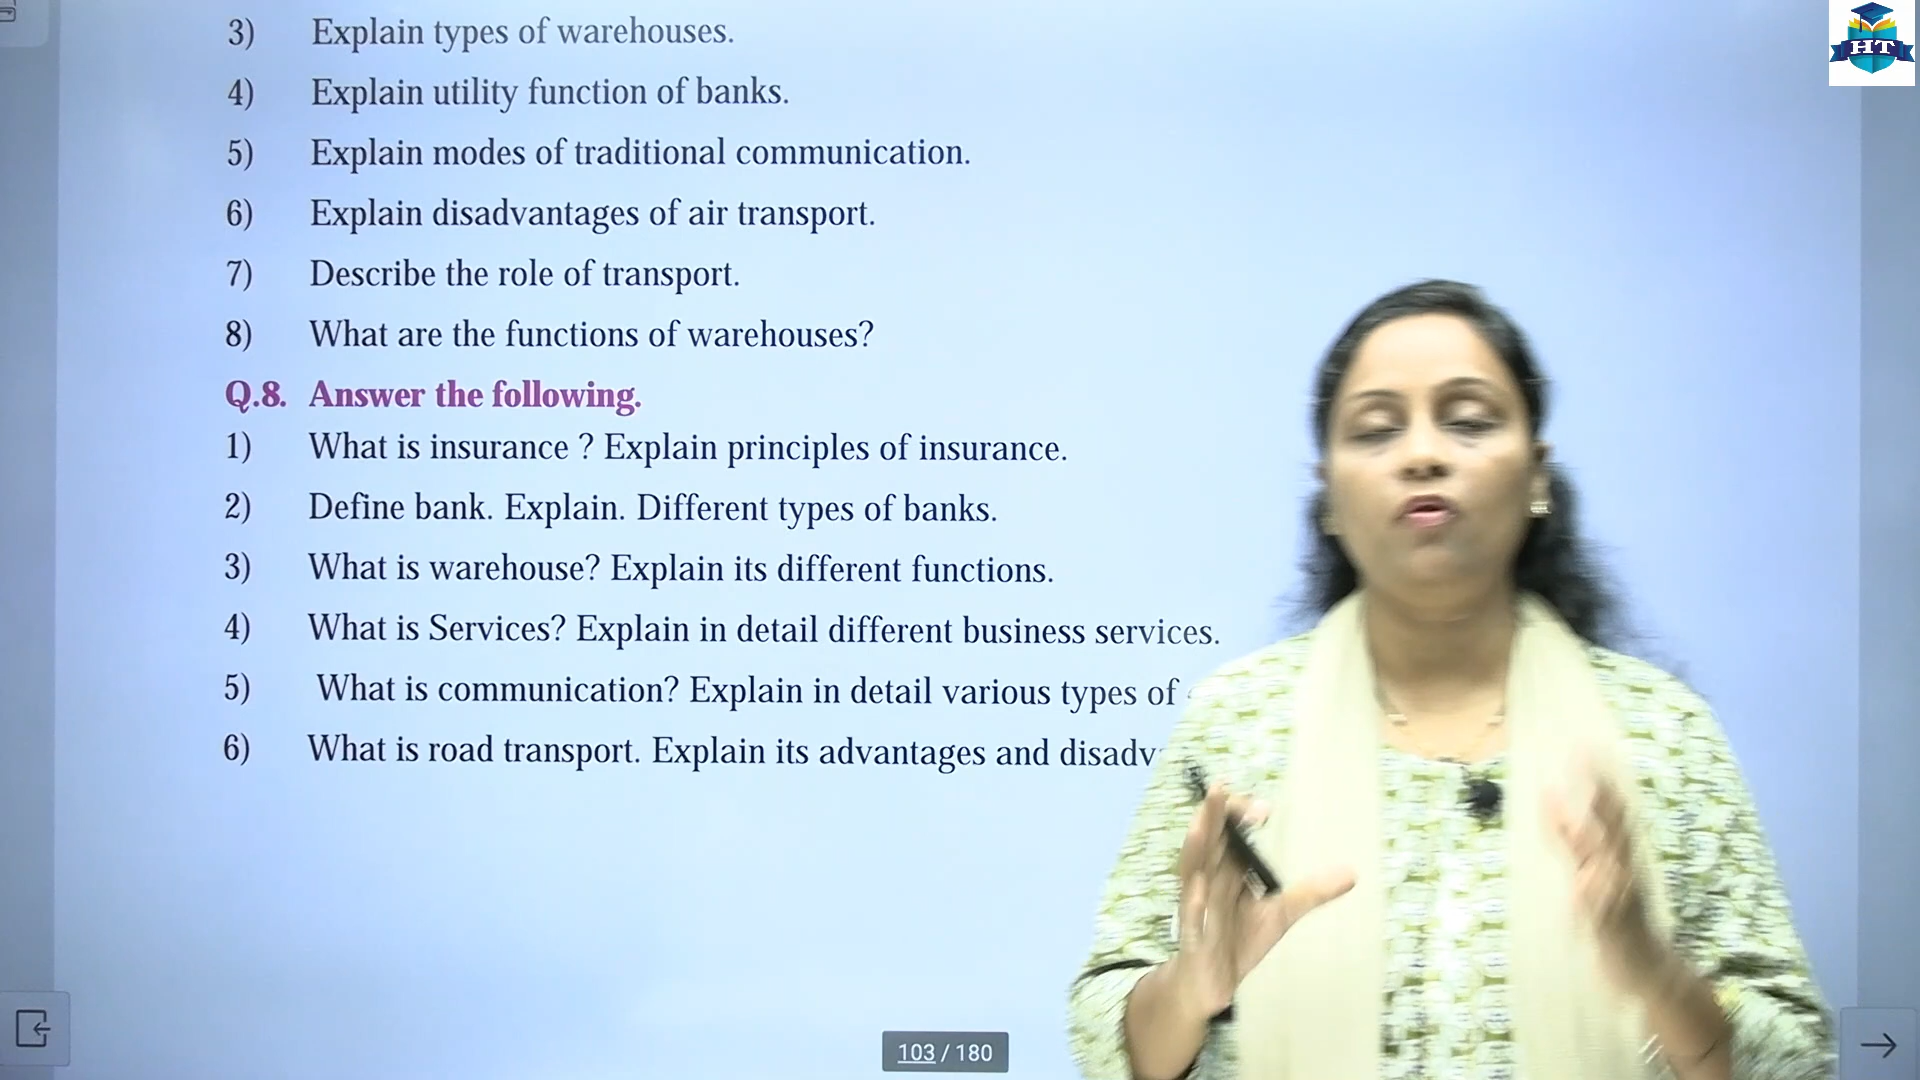 HT
3) Explain types of warehouses.
4) Explain utility function of banks.
5) Explain modes of traditional communication.
6) Explain disadvantages of air transport.
7) Describe the role of transport.
8) What are the functions of warehouses?
Q.8. Answer the following.
1) What is insurance ? Explain principles of insurance.
2) Define bank. Explain. Different types of banks.
3) What is warehouse? Explain its different functions.
4) What is Services? Explain in detail different business services.
5) What is communication? Explain in detail various types of
6) What is road transport. Explain its advantages and
103 / 180